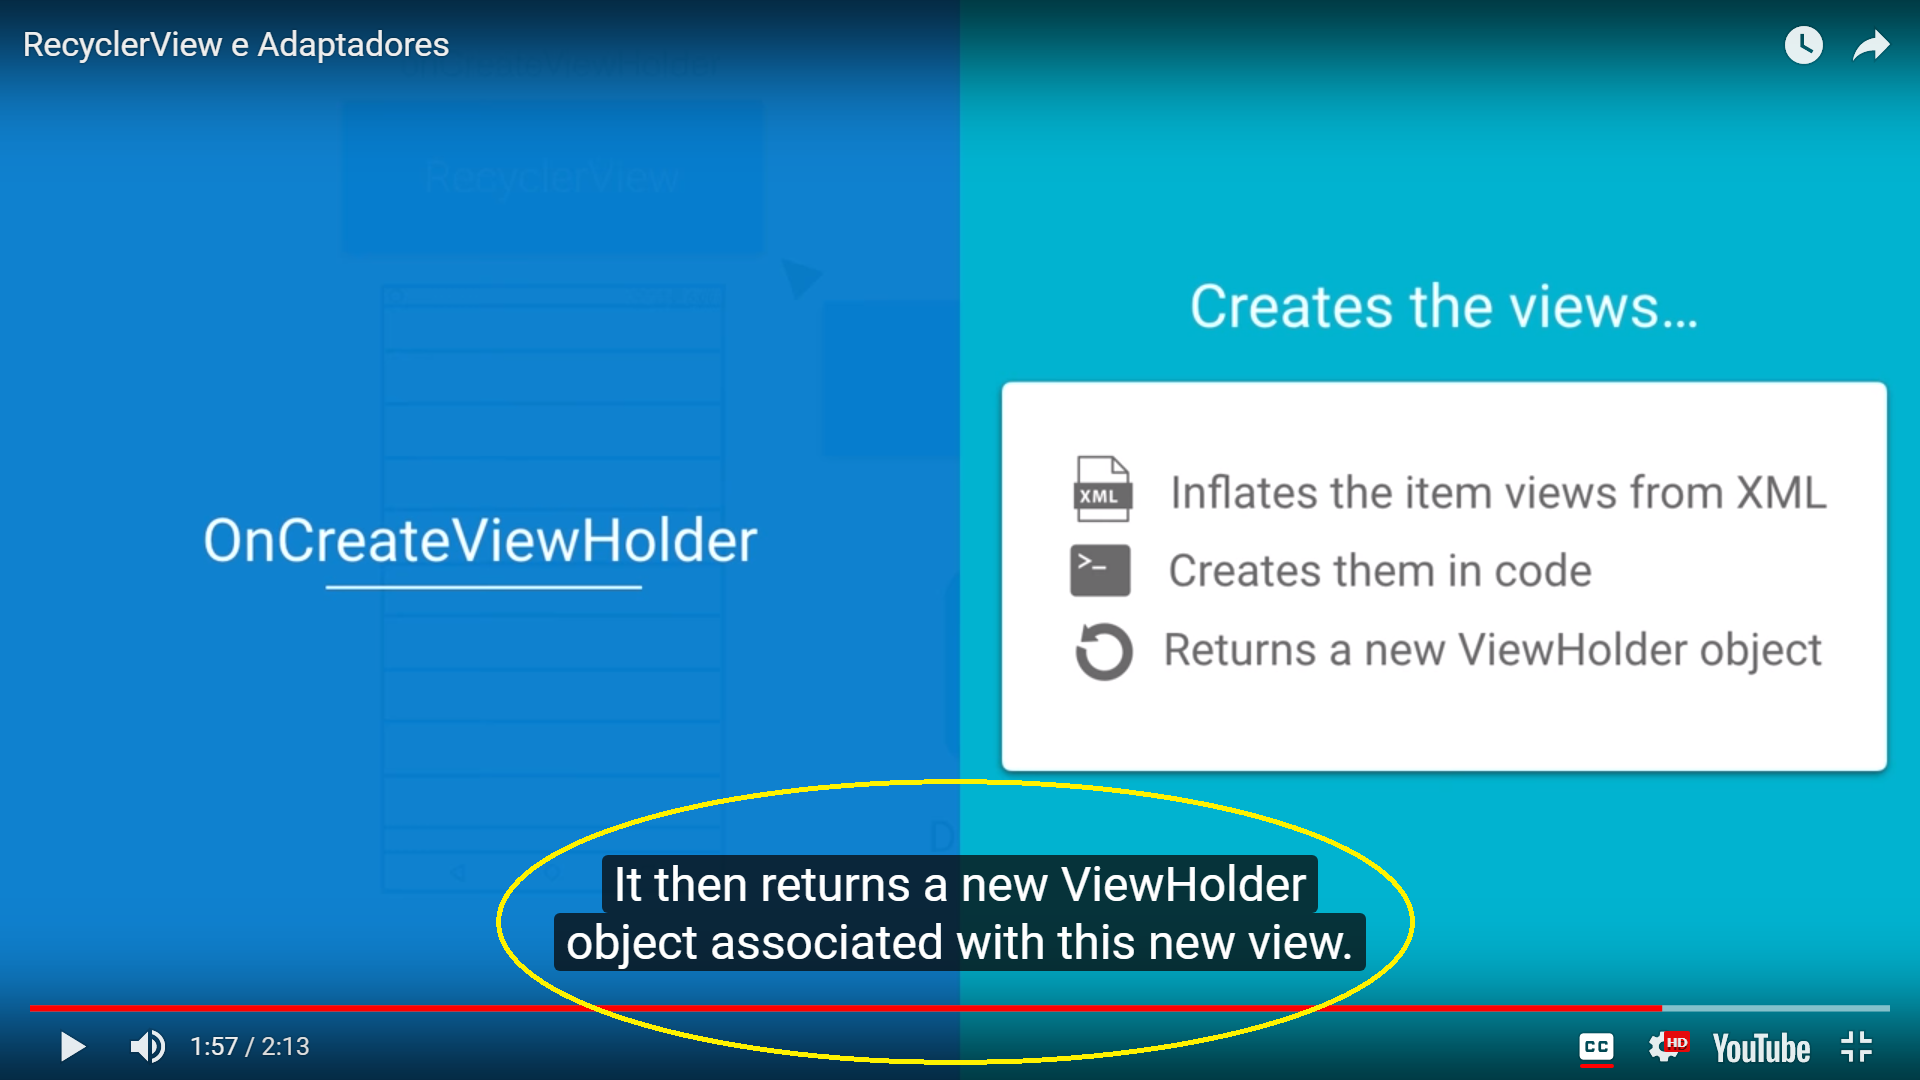 RecyclerView e Adaptadores
onCreateViewHolder
RecyclerView
OnCreateViewHolder
Creates the views...
XML
Inflates the item views from XML
>_
Creates them in code
Returns a new ViewHolder object
D
It then returns a new ViewHolder
object associated with this new view.
1:57 / 2:13
CC
HD
YouTube